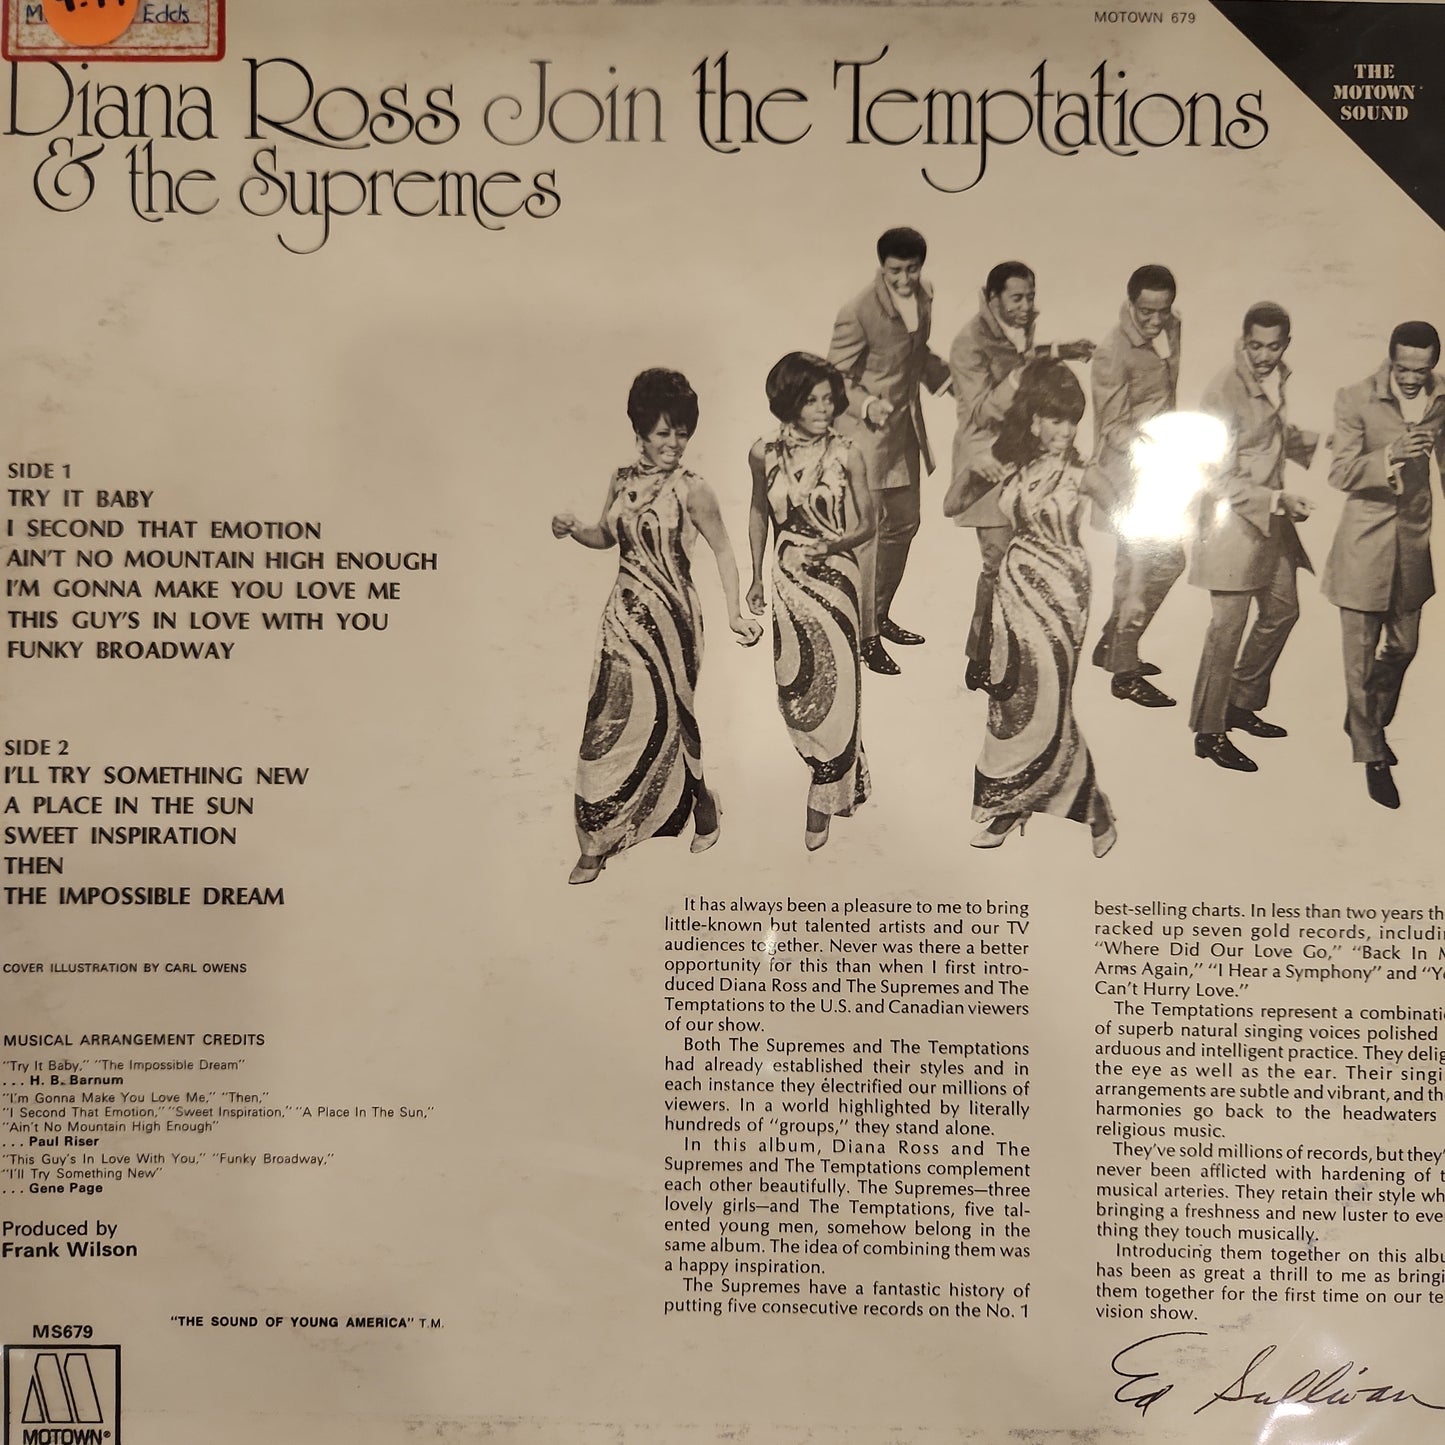 Edds
MOTOWN 679
THE
MOTOWN
SOUND
Diana Ross Join the Temptations
& the Supremes
SIDE 1
TRY IT BABY
I SECOND THAT EMOTION
AIN'T NO MOUNTAIN HIGH ENOUGH
I'M GONNA MAKE YOU LOVE ME
THIS GUY'S IN LOVE WITH YOU
FUNKY BROADWAY
SIDE 2
I'LL TRY SOMETHING NEW
A PLACE IN THE SUN
SWEET INSPIRATION
THEN
THE IMPOSSIBLE DREAM
COVER ILLUSTRATION BY CARL OWENS
MUSICAL ARRANGEMENT CREDITS
"Try It Baby," "The Impossible Dream"
. . . H. B. Barnum
"I'm Gonna Make You Love Me," "Then,"
"I Second That Emotion," "Sweet Inspiration," "A Place In The Sun,"
"Ain't No Mountain High Enough"
. . . Paul Riser
"This Guy's In Love With You," "Funky Broadway,"
"I'll Try Something New"
. . . Gene Page
Produced by
Frank Wilson
"THE SOUND OF YOUNG AMERICA" T.M.
MS679
MOTOWN®
It has always been a pleasure to me to bring
little-known but talented artists and our TV
audiences together. Never was there a better
opportunity for this than when I first intro-
duced Diana Ross and The Supremes and The
Temptations to the U.S. and Canadian viewers
of our show.
Both The Supremes and The Temptations
had already established their styles and in
each instance they electrified our millions of
viewers. In a world highlighted by literally
hundreds of "groups," they stand alone.
In this album, Diana Ross and The
Supremes and The Temptations complement
each other beautifully. The Supremes—three
lovely girls—and The Temptations, five tal-
ented young men, somehow belong in the
same album. The idea of combining them was
a happy inspiration.
The Supremes have a fantastic history of
putting five consecutive records on the No. 1
best-selling charts. In less than two years
racked up seven gold records,
"Where Did Our Love Go," "Back In
Arms Again," "I Hear a Symphony" and
Can't Hurry Love."
The Temptations represent a
of superb natural singing voices polished
arduous and intelligent practice. They
the eye as well as the ear. Their
arrangements are subtle and vibrant, and
harmonies go back to the headwaters
religious music.
They've sold millions of records, but
never been afflicted with hardening of
musical arteries. They retain their style
bringing a freshness and new luster to
thing they touch musically.
Introducing them together on this
has been as great a thrill to me as
them together for the first time on our
vision show.
Ed Sullivan